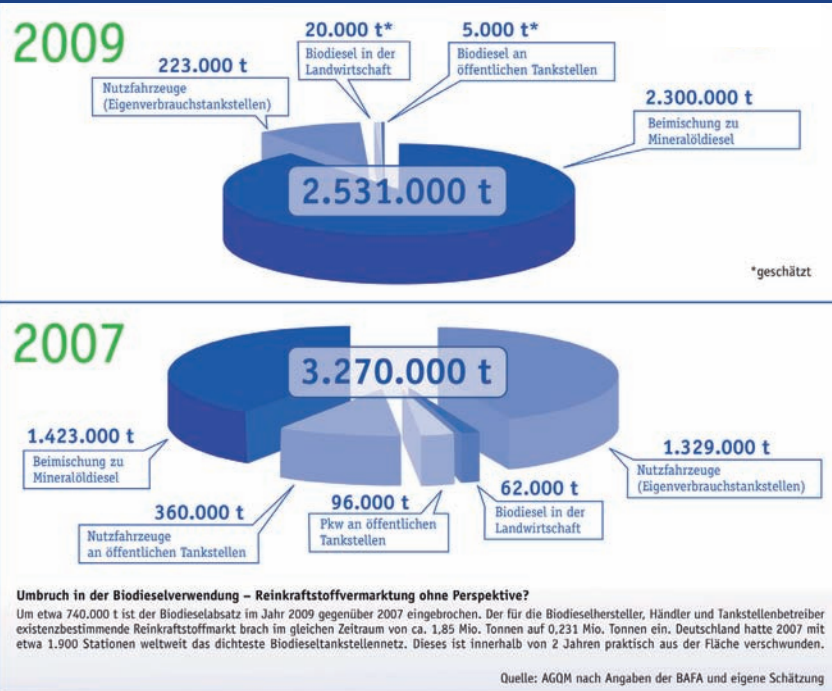 2009
20.000 t*
Biodiesel in der
Landwirtschaft
5.000 t*
Biodiesel an
öffentlichen Tankstellen
223.000 t
Nutzfahrzeuge
(Eigenverbrauchstankstellen)
2.300.000 t
Beimischung zu
Mineralöldiesel
2.531.000 t
*geschätzt
2007
3.270.000 t
1.423.000 t
Beimischung zu
Mineralöldiesel
360.000 t
Nutzfahrzeuge
an öffentlichen Tankstellen
96.000 t
Pkw an öffentlichen
Tankstellen
62.000 t
Biodiesel in der
Landwirtschaft
1.329.000 t
Nutzfahrzeuge
(Eigenverbrauchstankstellen)
Umbruch in der Biodieselverwendung – Reinkraftstoffvermarktung ohne Perspektive?
Um etwa 740.000 t ist der Biodieselabsatz im Jahr 2009 gegenüber 2007 eingebrochen. Der für die Biodieselhersteller, Händler und Tankstellenbetreiber
existenzbestimmende Reinkraftstoffmarkt brach im gleichen Zeitraum von ca. 1,85 Mio. Tonnen auf 0,231 Mio. Tonnen ein. Deutschland hatte 2007 mit
etwa 1.900 Stationen weltweit das dichteste Biodieseltankstellennetz. Dieses ist innerhalb von 2 Jahren praktisch aus der Fläche verschwunden.
Quelle: AGQM nach Angaben der BAFA und eigene Schätzung